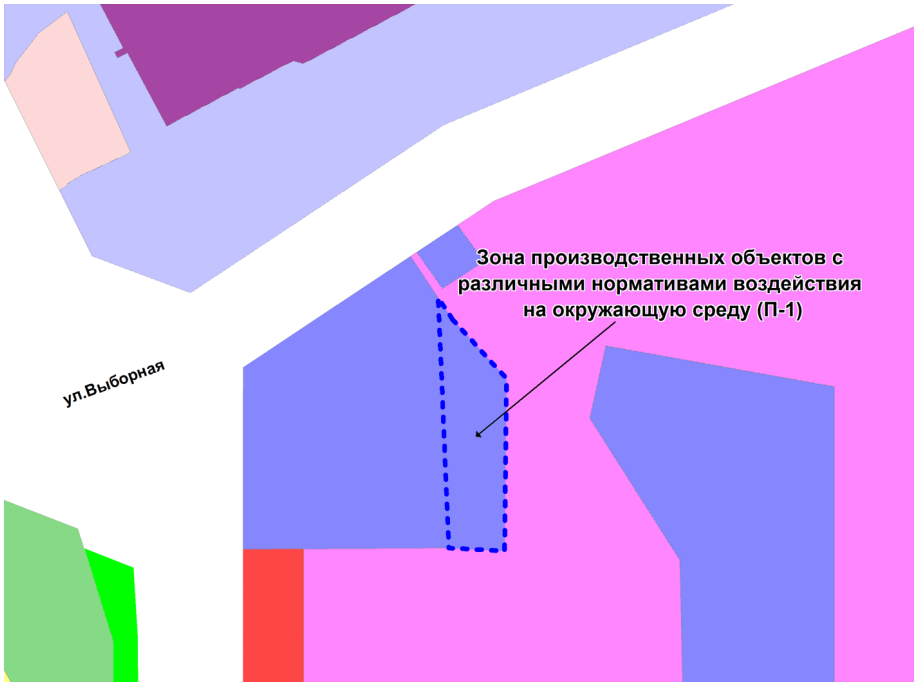 Зона производственных объектов с
различными нормативами воздействия
на окружающую среду (П-1)
ул.Выборная